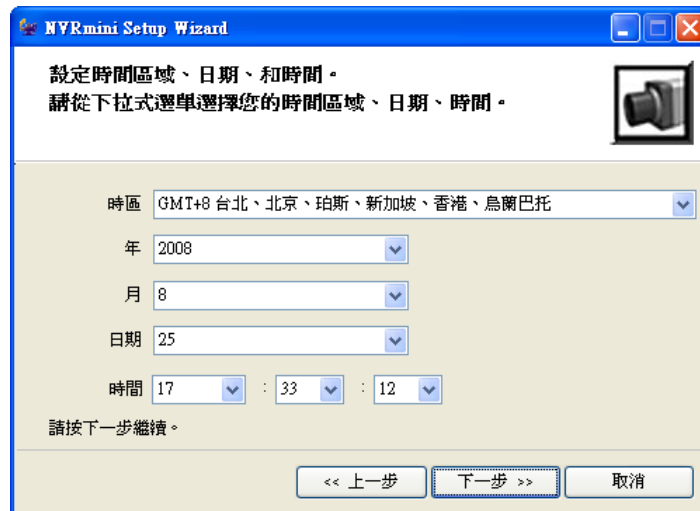 NVRmini Setup Wizard
設定時間區域、日期、和時間。
請從下拉式選單選擇您的時間區域、日期、時間。
時區 GMT+8 台北、北京、珀斯、新加坡、香港、烏蘭巴托
年 2008
月 8
日期 25
時間 17 : 33 : 12
請按下一步繼續。
<< 上一步 下一步 >> 取消